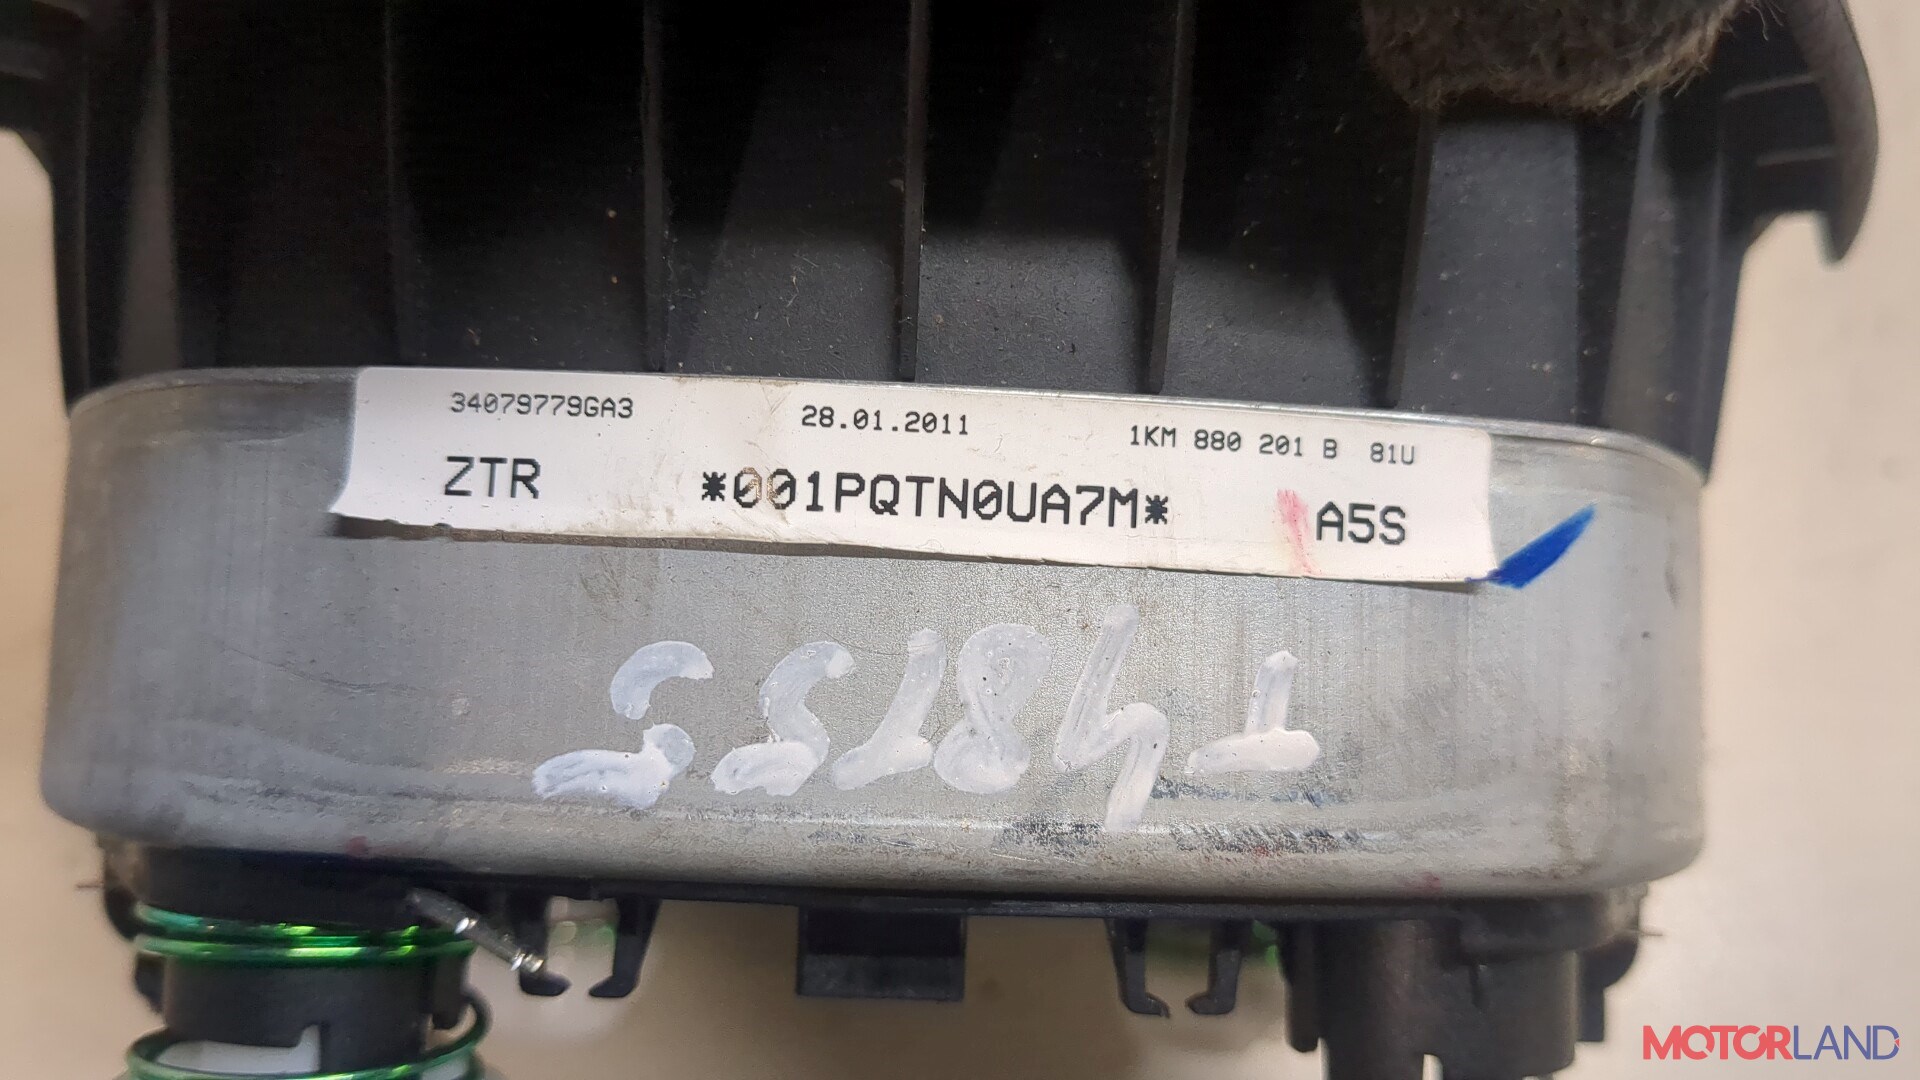 34079779GA3 28.01.2011 1KM 880 201 B 81U
ZTR *001PQTN0UA7M* A5S
MOTORLAND